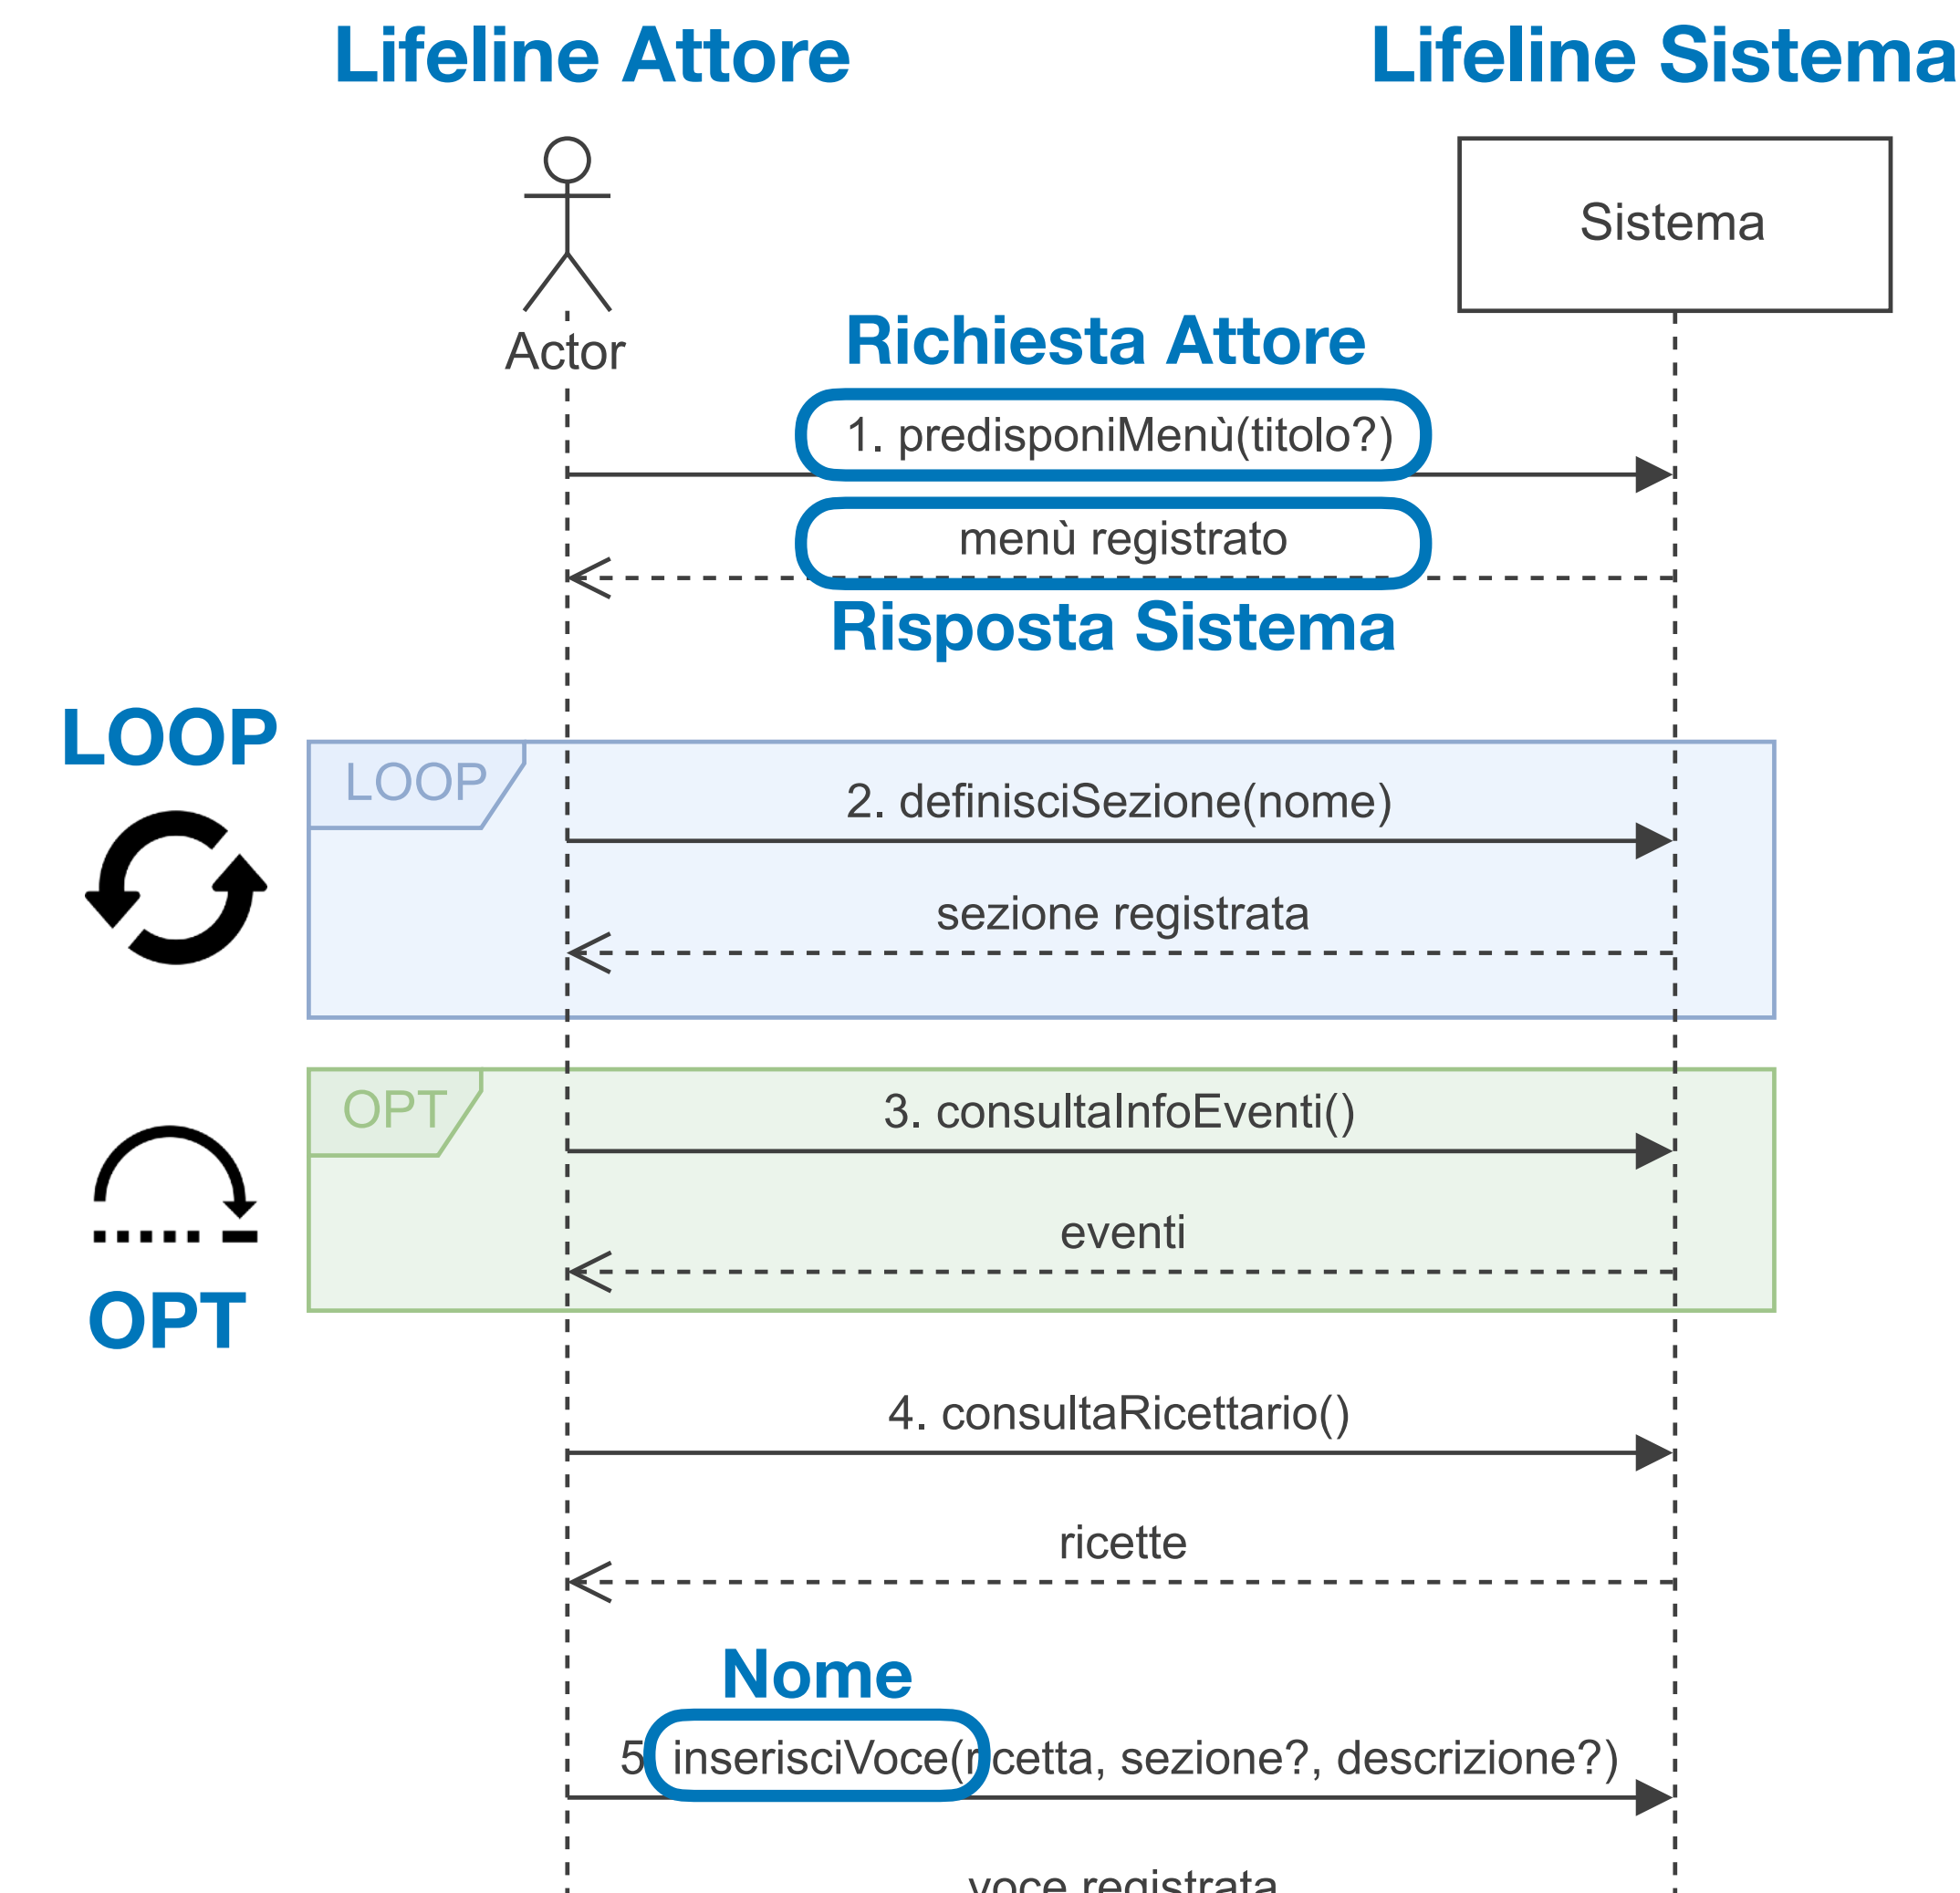 Lifeline Attore
Lifeline Sistema
Sistema
Actor
Richiesta Attore
1. predisponiMenù(titolo?)
menù registrato
Risposta Sistema
LOOP
LOOP
2. definisciSezione(nome)
sezione registrata
OPT
3. consultaInfoEventi()
eventi
OPT
4. consultaRicettario()
ricette
Nome
5. inserisciVoce(ricetta, sezione?, descrizione?)
voce registrata